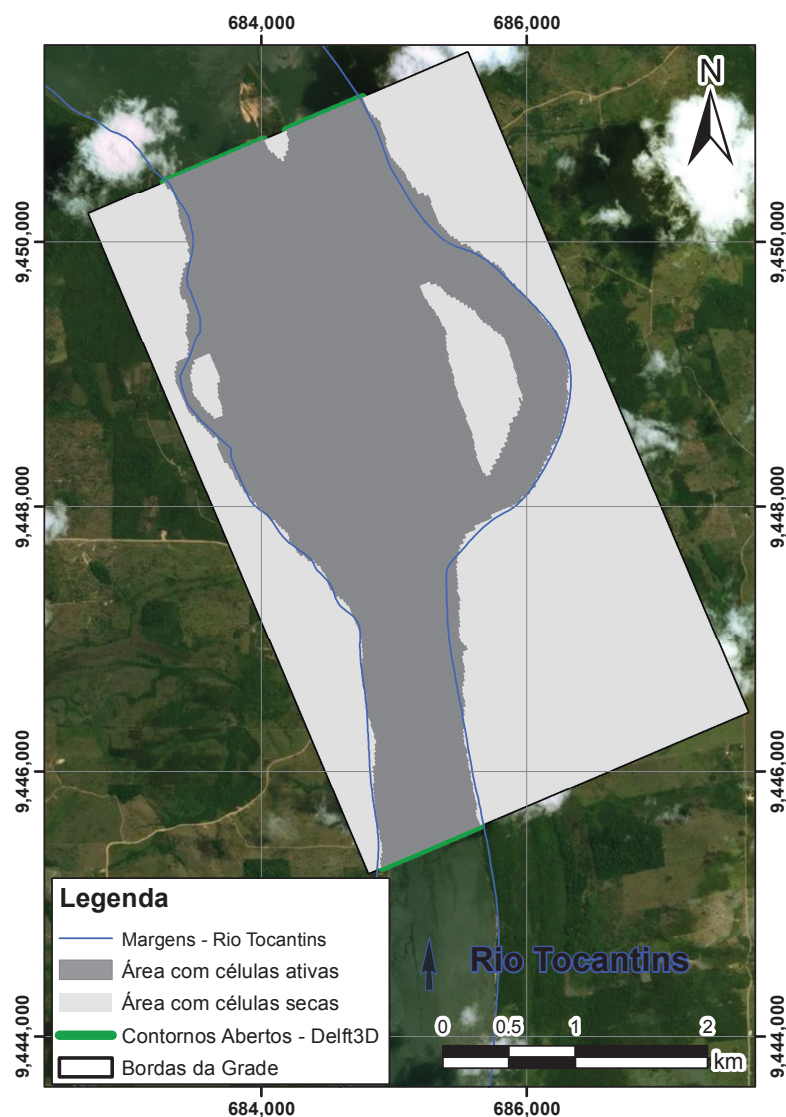 684,000 686,000
N
9,450,000 9,450,000
9,448,000 9,448,000
9,446,000 9,446,000
9,444,000 9,444,000
Legenda
Margens - Rio Tocantins
Área com células ativas
Área com células secas
Contornos Abertos - Delft3D
Bordas da Grade
Rio Tocantins
0 0.5 1 2
km
684,000 686,000